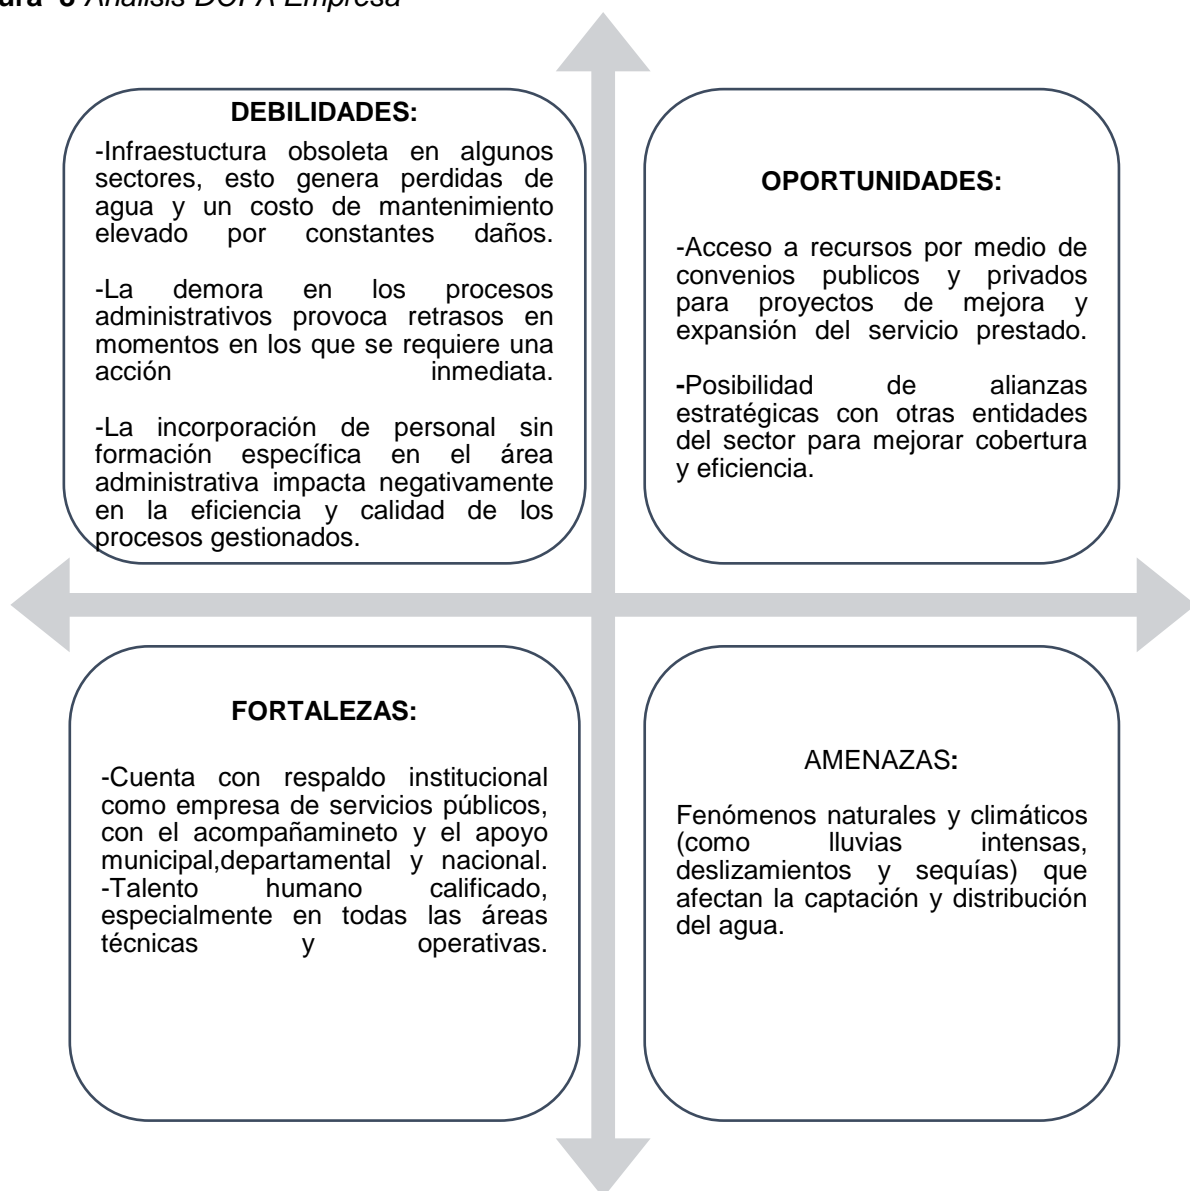 ura 8 Análisis DOFA Empresa
DEBILIDADES:
-Infraestuctura obsoleta en algunos
sectores, esto genera perdidas de
agua y un costo de mantenimiento
elevado por constantes daños.
-La demora en los procesos
administrativos provoca retrasos en
momentos en los que se requiere una
acción inmediata.
-La incorporación de personal sin
formación específica en el área
administrativa impacta negativamente
en la eficiencia y calidad de los
procesos gestionados.
OPORTUNIDADES:
-Acceso a recursos por medio de
convenios publicos y privados
para proyectos de mejora y
expansión del servicio prestado.
-Posibilidad de alianzas
estratégicas con otras entidades
del sector para mejorar cobertura
y eficiencia.
FORTALEZAS:
-Cuenta con respaldo institucional
como empresa de servicios públicos,
con el acompañamineto y el apoyo
municipal,departamental y nacional.
-Talento humano calificado,
especialmente en todas las áreas
técnicas y operativas.
AMENAZAS:
Fenómenos naturales y climáticos
(como lluvias intensas,
deslizamientos y sequías) que
afectan la captación y distribución
del agua.